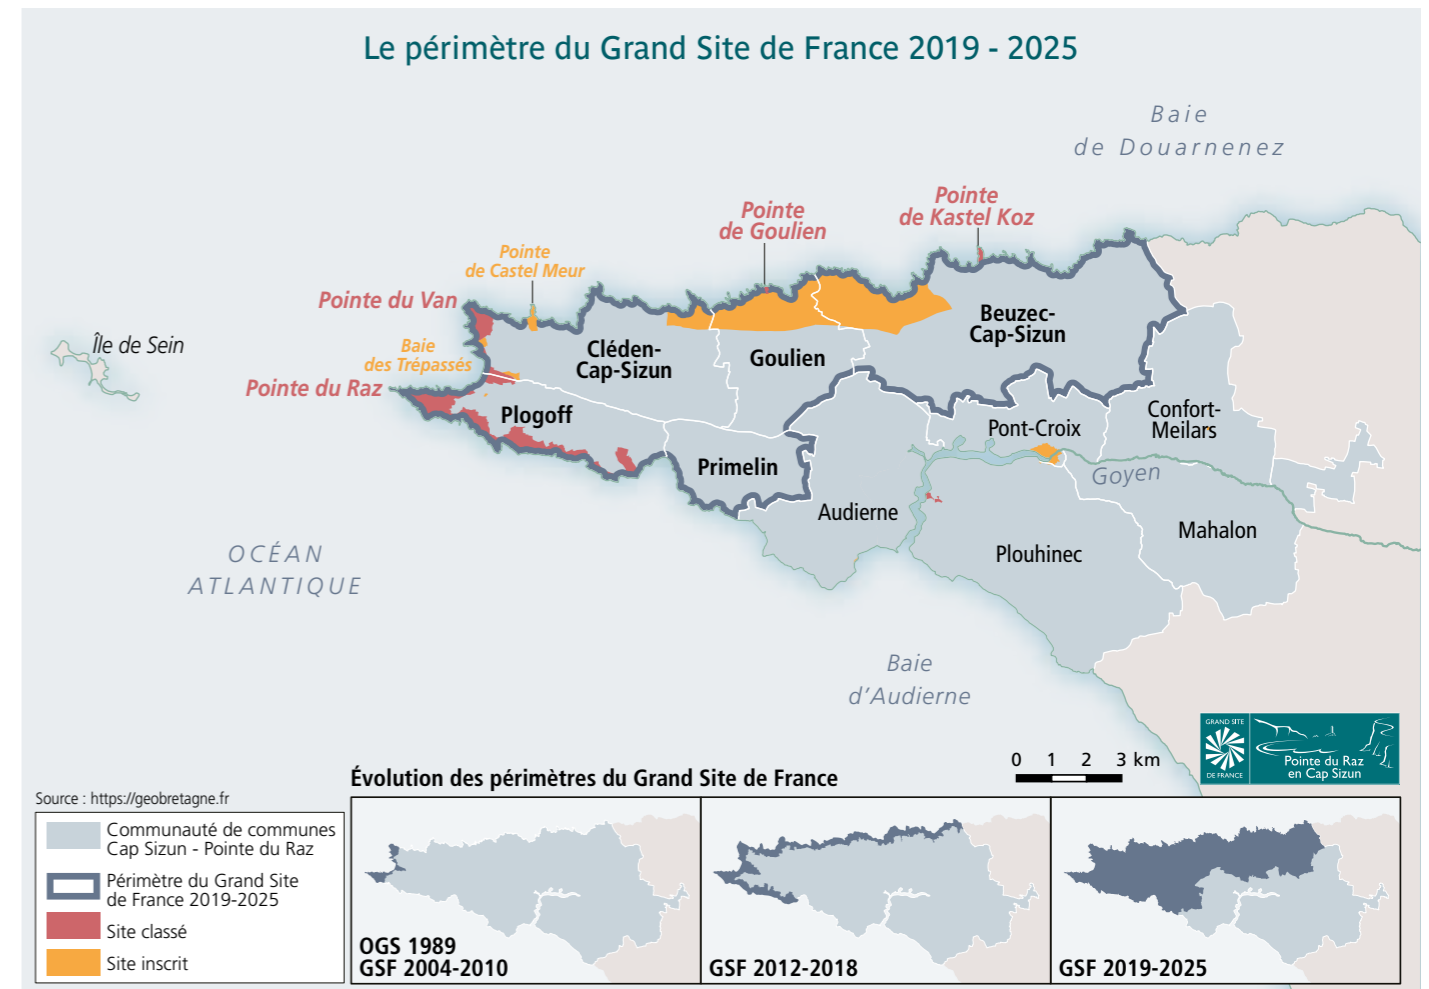 Le périmètre du Grand Site de France 2019 - 2025
Baie
de Douarnenez
Pointe
de Kastel Koz
Pointe
de Goulien
Pointe
de Castel Meur
Pointe du Van
Île de Sein
Baie
des Trépassés
Pointe du Raz
Cléden-
Cap-Sizun
Goulien
Beuzec-
Cap-Sizun
Plogoff
Primelin
Pont-Croix
Confort-
Meilars
Goyen
Audierne
Mahalon
Plouhinec
OCÉAN
ATLANTIQUE
Baie
d'Audierne
GRAND SITE
DE FRANCE
Pointe du Raz
en Cap Sizun
0 1 2 3 km
Évolution des périmètres du Grand Site de France
Source : https://geobretagne.fr
Communauté de communes
Cap Sizun - Pointe du Raz
Périmètre du Grand Site
de France 2019-2025
Site classé
Site inscrit
OGS 1989
GSF 2004-2010
GSF 2012-2018
GSF 2019-2025